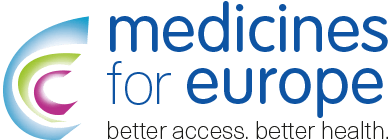 medicines
for europe
better access. better health.